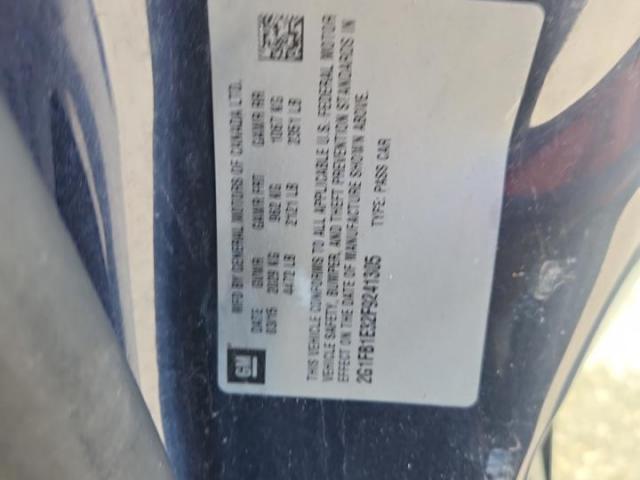 GM
MFD BY GENERAL MOTORS OF CANADA LTD.
03/15 GVWR GAWR FRT GAWR RR
2029 KG 962 KG 1067 KG
4472 LB 2121 LB 2351 LB
THIS VEHICLE CONFORMS TO ALL APPLICABLE U.S. FEDERAL MOTOR
VEHICLE SAFETY, BUMPER, AND THEFT PREVENTION STANDARDS IN
EFFECT ON THE DATE OF MANUFACTURE SHOWN ABOVE.
2G1FB1E32F9241305 TYPE: PASS CAR